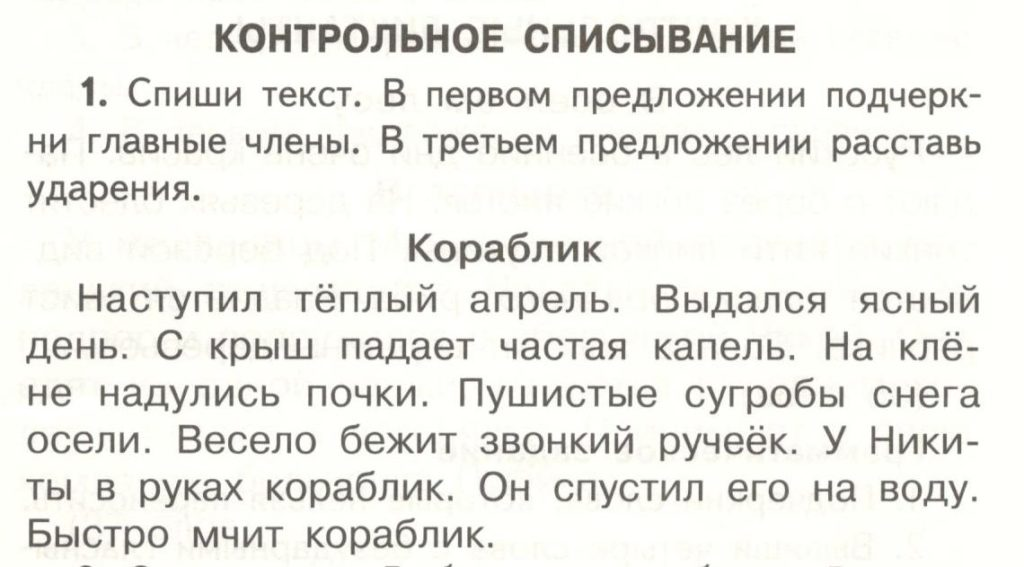 КОНТРОЛЬНОЕ СПИСЫВАНИЕ
1. Спиши текст. В первом предложении подчерк-
ни главные члены. В третьем предложении расставь
ударения.
Кораблик
Наступил тёплый апрель. Выдался ясный
день. С крыш падает частая капель. На клё-
не надулись почки. Пушистые сугробы снега
осели. Весело бежит звонкий ручеёк. У Ники-
ты в руках кораблик. Он спустил его на воду.
Быстро мчит кораблик.